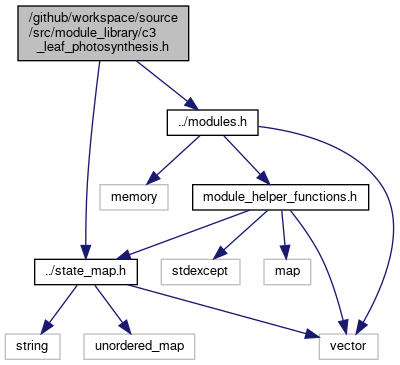 /github/workspace/source
/src/module_library/c3
_leaf_photosynthesis.h
../modules.h
memory
module_helper_functions.h
../state_map.h
stdexcept
map
string
unordered_map
vector